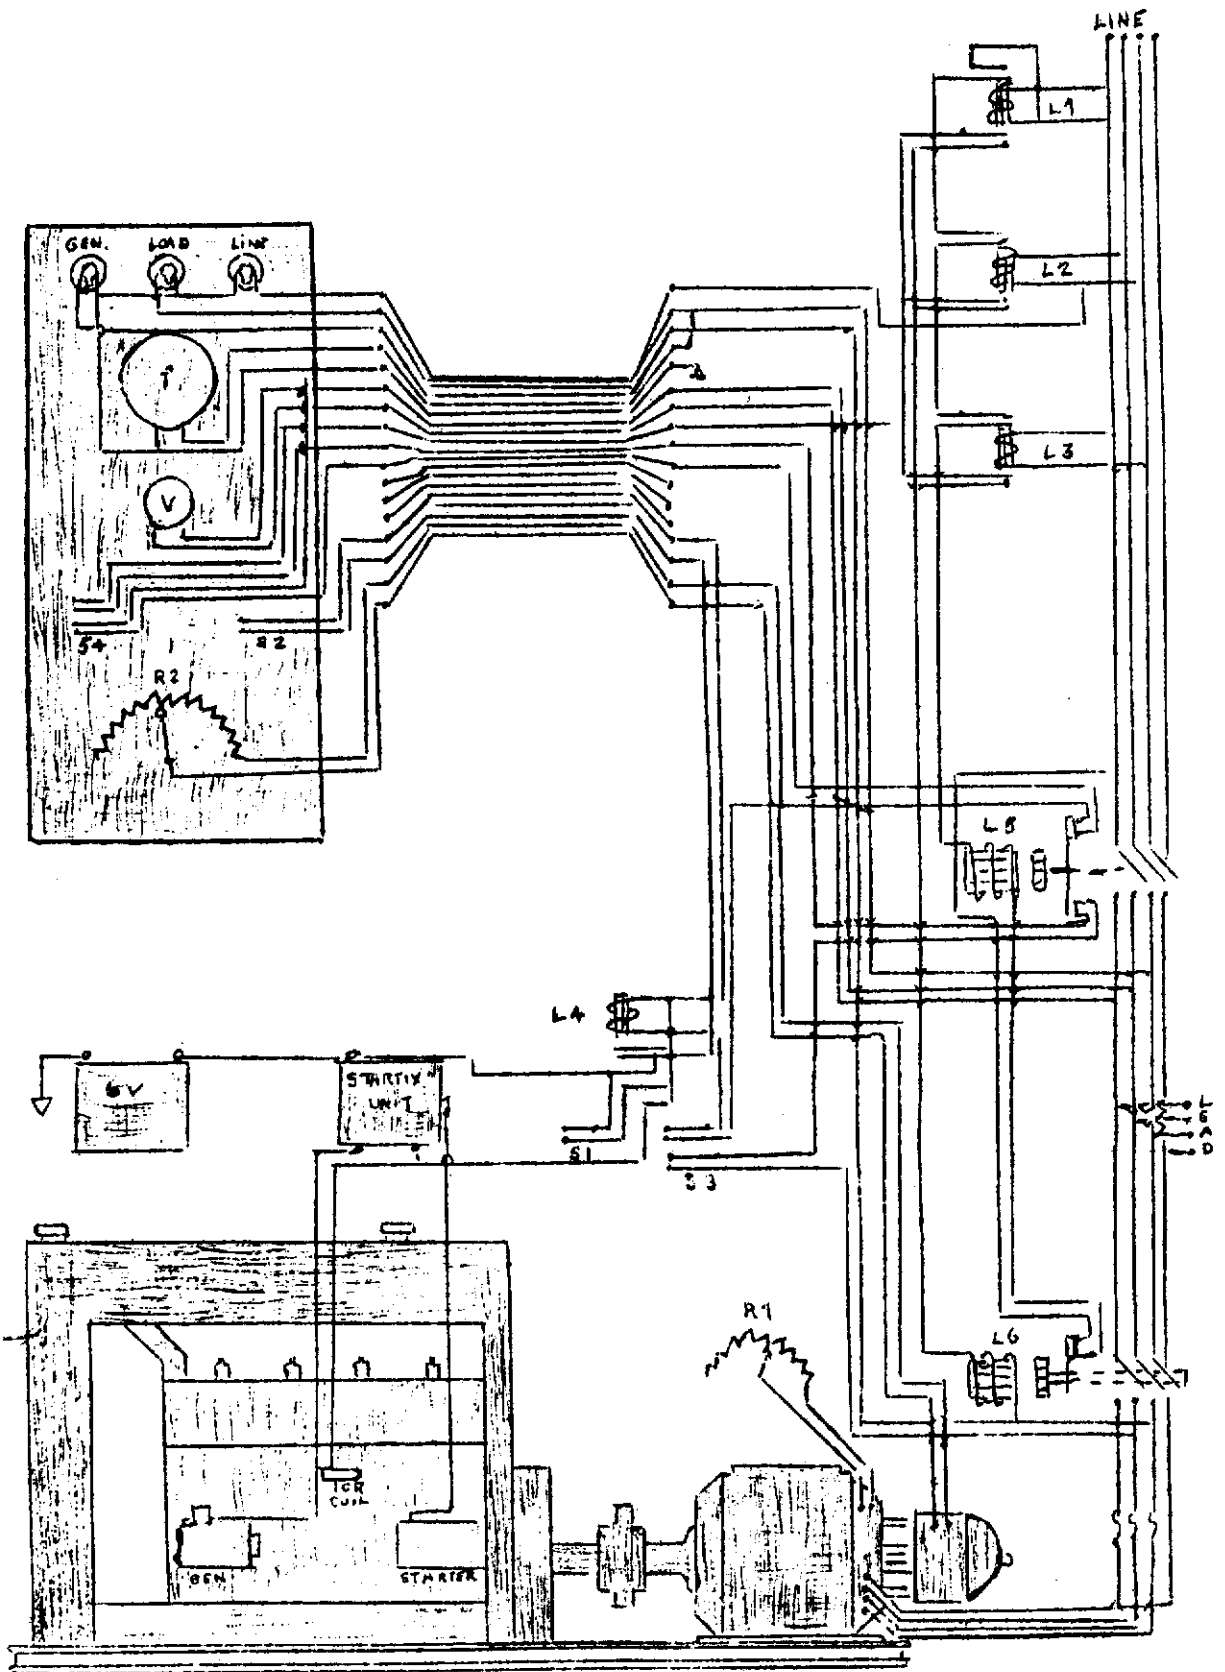 LINE
L1
GEN. LOAD LINE
L2
T
L3
V
S4 S2
R2
L5
L4
6V
STARTIX
UNIT
L
O
A
D
S1
S3
R1
L6
IGN
COIL
GEN
STARTER